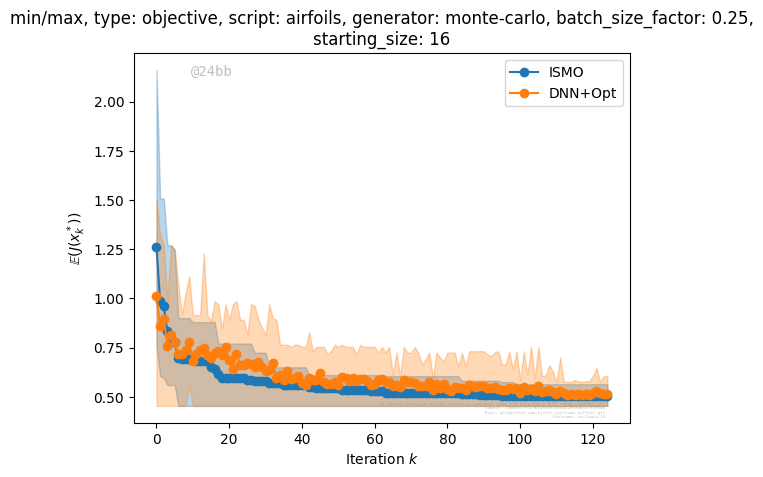 min/max, type: objective, script: airfoils, generator: monte-carlo, batch_size_factor: 0.25,
starting_size: 16
@24bb
ISMO
DNN+Opt
2.00
1.75
1.50
1.25
1.00
0.75
0.50
𝔼(J(x_k^*))
0 20 40 60 80 100 120
Iteration k